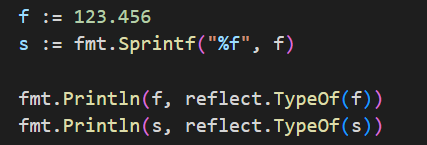 f := 123.456
s := fmt.Sprintf("%f", f)
fmt.Println(f, reflect.TypeOf(f))
fmt.Println(s, reflect.TypeOf(s))